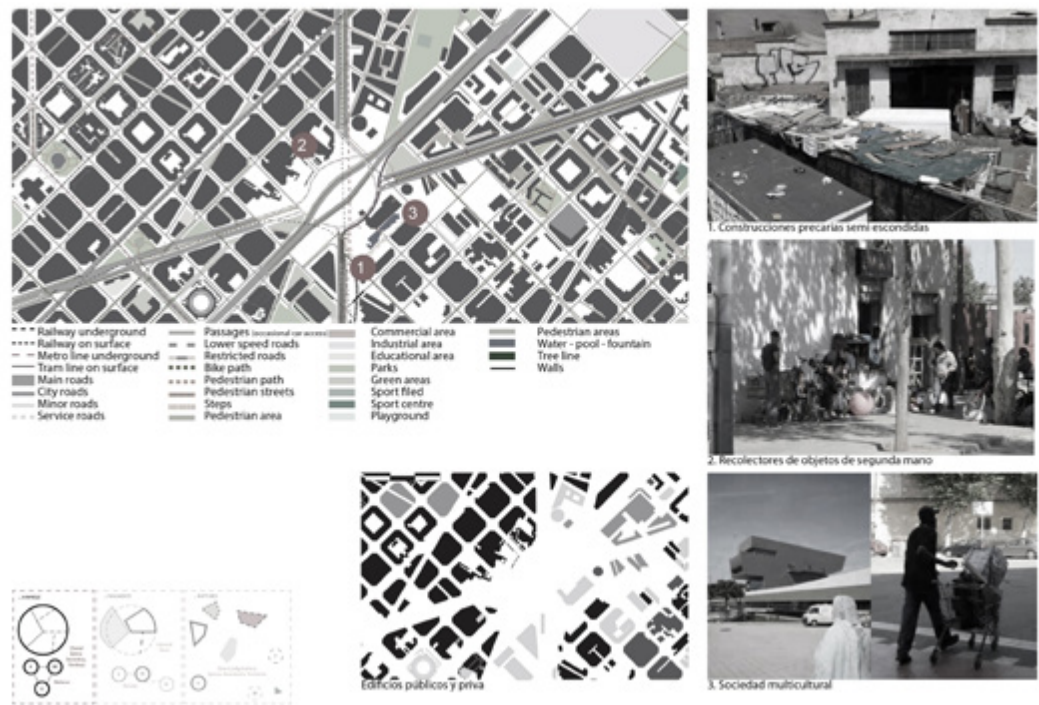 2
3
1
1. Construcciones precarias semi escondidas
Railway underground
Railway on surface
Metro line underground
Tram line on surface
Main roads
City roads
Minor roads
Service roads
Passages (occasional car access)
Lower speed roads
Restricted roads
Bike path
Pedestrian path
Pedestrian streets
Steps
Pedestrian area
Commercial area
Industrial area
Educational area
Parks
Green areas
Sport filed
Sport centre
Playground
Pedestrian areas
Water - pool - fountain
Tree line
Walls
2. Recolectores de objetos de segunda mano
Edificios públicos y priva
3. Sociedad multicultural